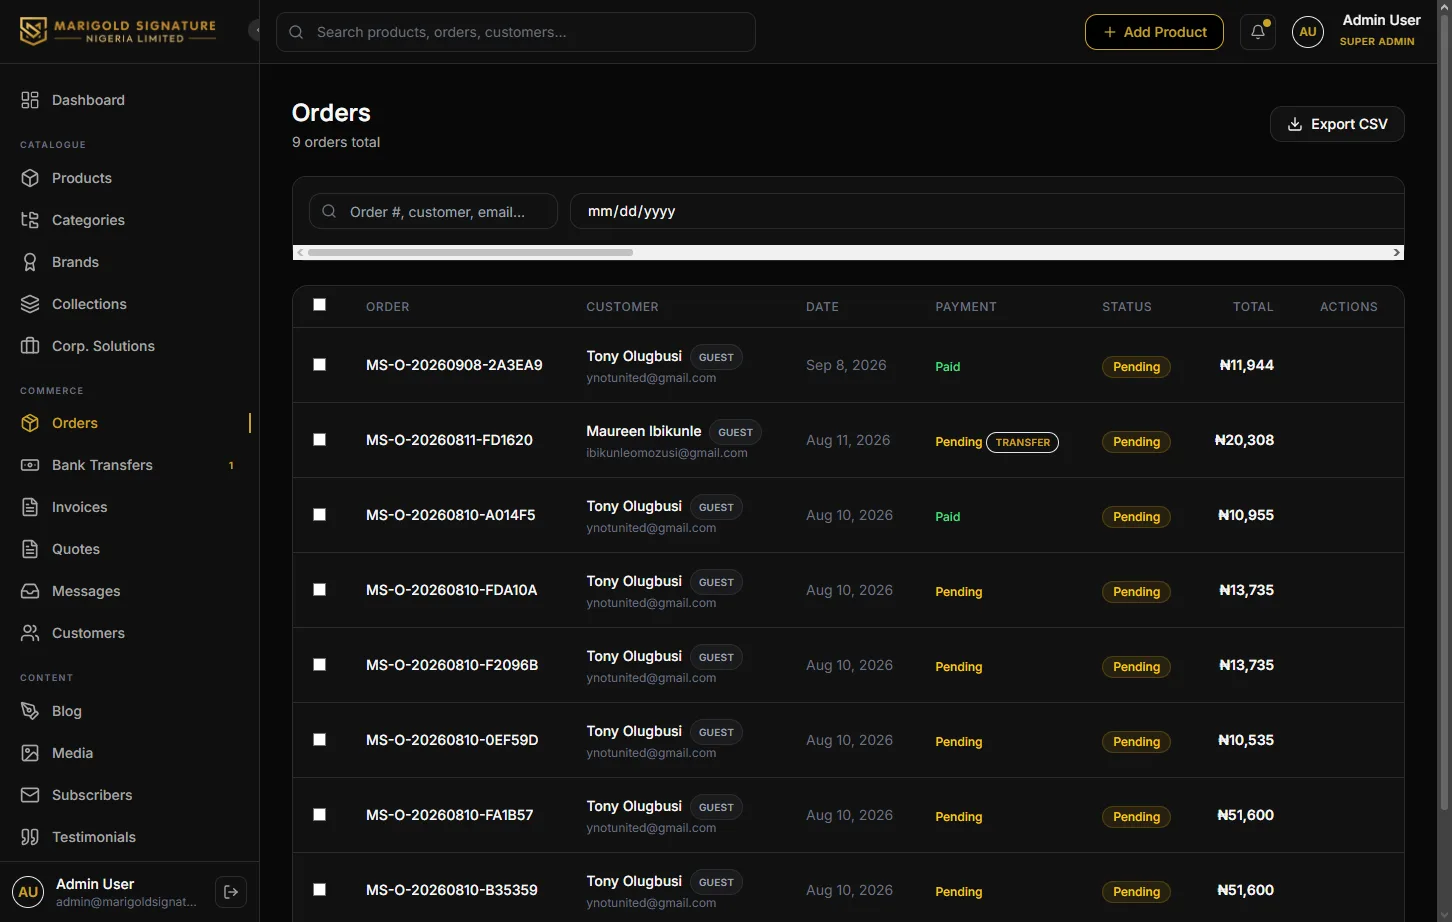 MARIGOLD SIGNATURE
NIGERIA LIMITED
Search products, orders, customers...
+ Add Product
AU
Admin User
SUPER ADMIN
Dashboard
CATALOGUE
Products
Categories
Brands
Collections
Corp. Solutions
COMMERCE
Orders
Bank Transfers 1
Invoices
Quotes
Messages
Customers
CONTENT
Blog
Media
Subscribers
Testimonials
AU
Admin User
admin@marigoldsignat...
Orders
9 orders total
Export CSV
Order #, customer, email...
mm/dd/yyyy
ORDER CUSTOMER DATE PAYMENT STATUS TOTAL ACTIONS
MS-O-20260908-2A3EA9 Tony Olugbusi GUEST Sep 8, 2026 Paid Pending ₦11,944
ynotunited@gmail.com
MS-O-20260811-FD1620 Maureen Ibikunle GUEST Aug 11, 2026 Pending TRANSFER Pending ₦20,308
ibikunleomozusi@gmail.com
MS-O-20260810-A014F5 Tony Olugbusi GUEST Aug 10, 2026 Paid Pending ₦10,955
ynotunited@gmail.com
MS-O-20260810-FDA10A Tony Olugbusi GUEST Aug 10, 2026 Pending Pending ₦13,735
ynotunited@gmail.com
MS-O-20260810-F2096B Tony Olugbusi GUEST Aug 10, 2026 Pending Pending ₦13,735
ynotunited@gmail.com
MS-O-20260810-0EF59D Tony Olugbusi GUEST Aug 10, 2026 Pending Pending ₦10,535
ynotunited@gmail.com
MS-O-20260810-FA1B57 Tony Olugbusi GUEST Aug 10, 2026 Pending Pending ₦51,600
ynotunited@gmail.com
MS-O-20260810-B35359 Tony Olugbusi GUEST Aug 10, 2026 Pending Pending ₦51,600
ynotunited@gmail.com